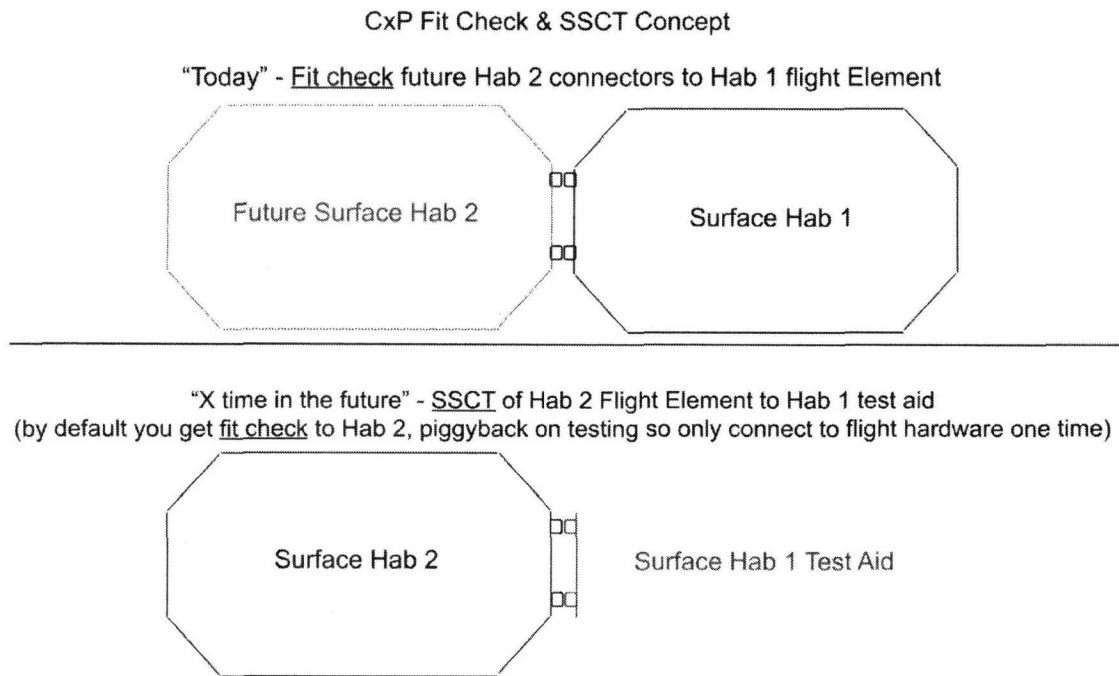 CxP Fit Check & SSCT Concept
“Today” - Fit check future Hab 2 connectors to Hab 1 flight Element
Future Surface Hab 2
Surface Hab 1
“X time in the future” - SSCT of Hab 2 Flight Element to Hab 1 test aid
(by default you get fit check to Hab 2, piggyback on testing so only connect to flight hardware one time)
Surface Hab 2
Surface Hab 1 Test Aid